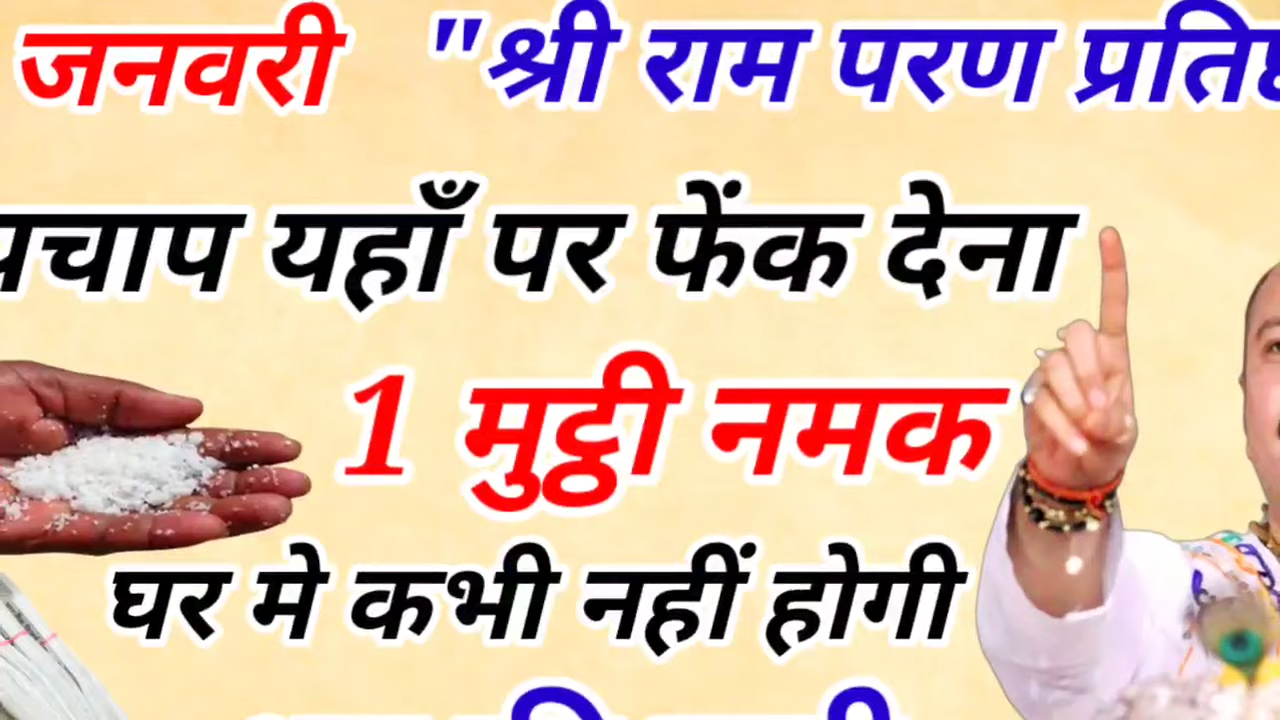 जनवरी "श्री राम परण
यहाँ पर फेंक देना
1 मुट्ठी नमक
घर मे कभी नहीं होगी